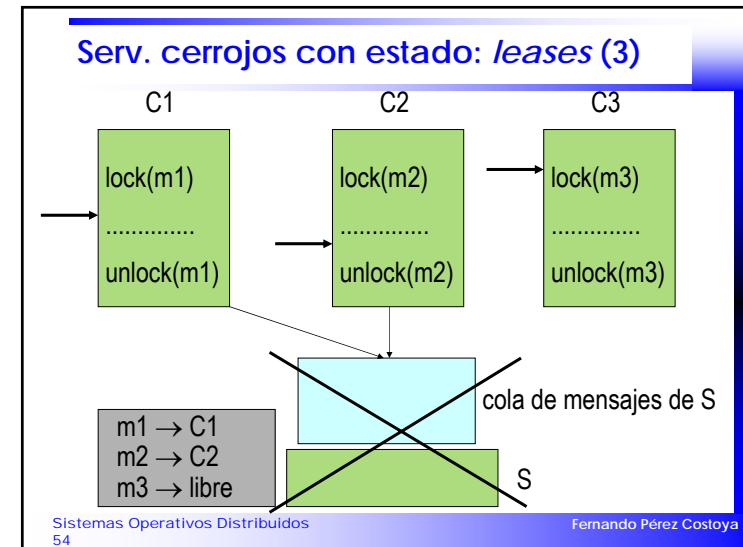 Serv. cerrojos con estado: leases (3)
C1 C2 C3
lock(m1)
..............
unlock(m1)
lock(m2)
..............
unlock(m2)
lock(m3)
..............
unlock(m3)
cola de mensajes de S
m1 → C1
m2 → C2
m3 → libre
S
Sistemas Operativos Distribuidos
54
Fernando Pérez Costoya